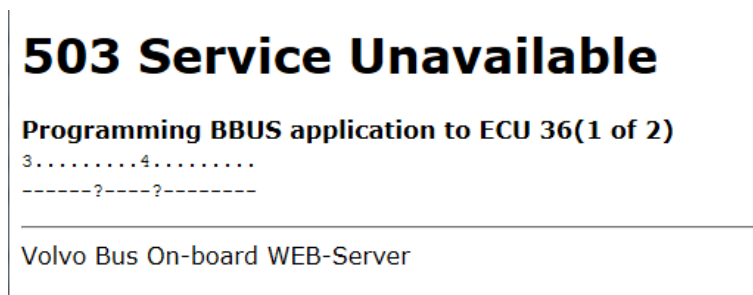 503 Service Unavailable
Programming BBUS application to ECU 36(1 of 2)
3.........4.........
------?----?--------
Volvo Bus On-board WEB-Server